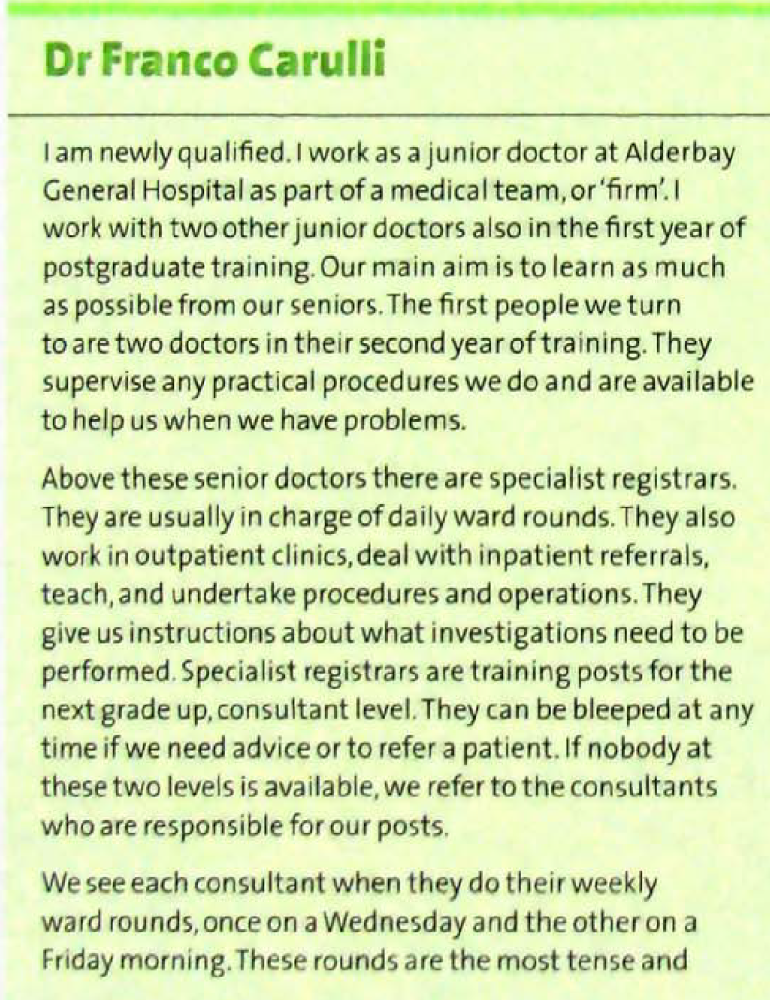 Dr Franco Carulli
I am newly qualified. I work as a junior doctor at Alderbay
General Hospital as part of a medical team, or ‘firm’. I
work with two other junior doctors also in the first year of
postgraduate training. Our main aim is to learn as much
as possible from our seniors. The first people we turn
to are two doctors in their second year of training. They
supervise any practical procedures we do and are available
to help us when we have problems.
Above these senior doctors there are specialist registrars.
They are usually in charge of daily ward rounds. They also
work in outpatient clinics, deal with inpatient referrals,
teach, and undertake procedures and operations. They
give us instructions about what investigations need to be
performed. Specialist registrars are training posts for the
next grade up, consultant level. They can be bleeped at any
time if we need advice or to refer a patient. If nobody at
these two levels is available, we refer to the consultants
who are responsible for our posts.
We see each consultant when they do their weekly
ward rounds, once on a Wednesday and the other on a
Friday morning. These rounds are the most tense and